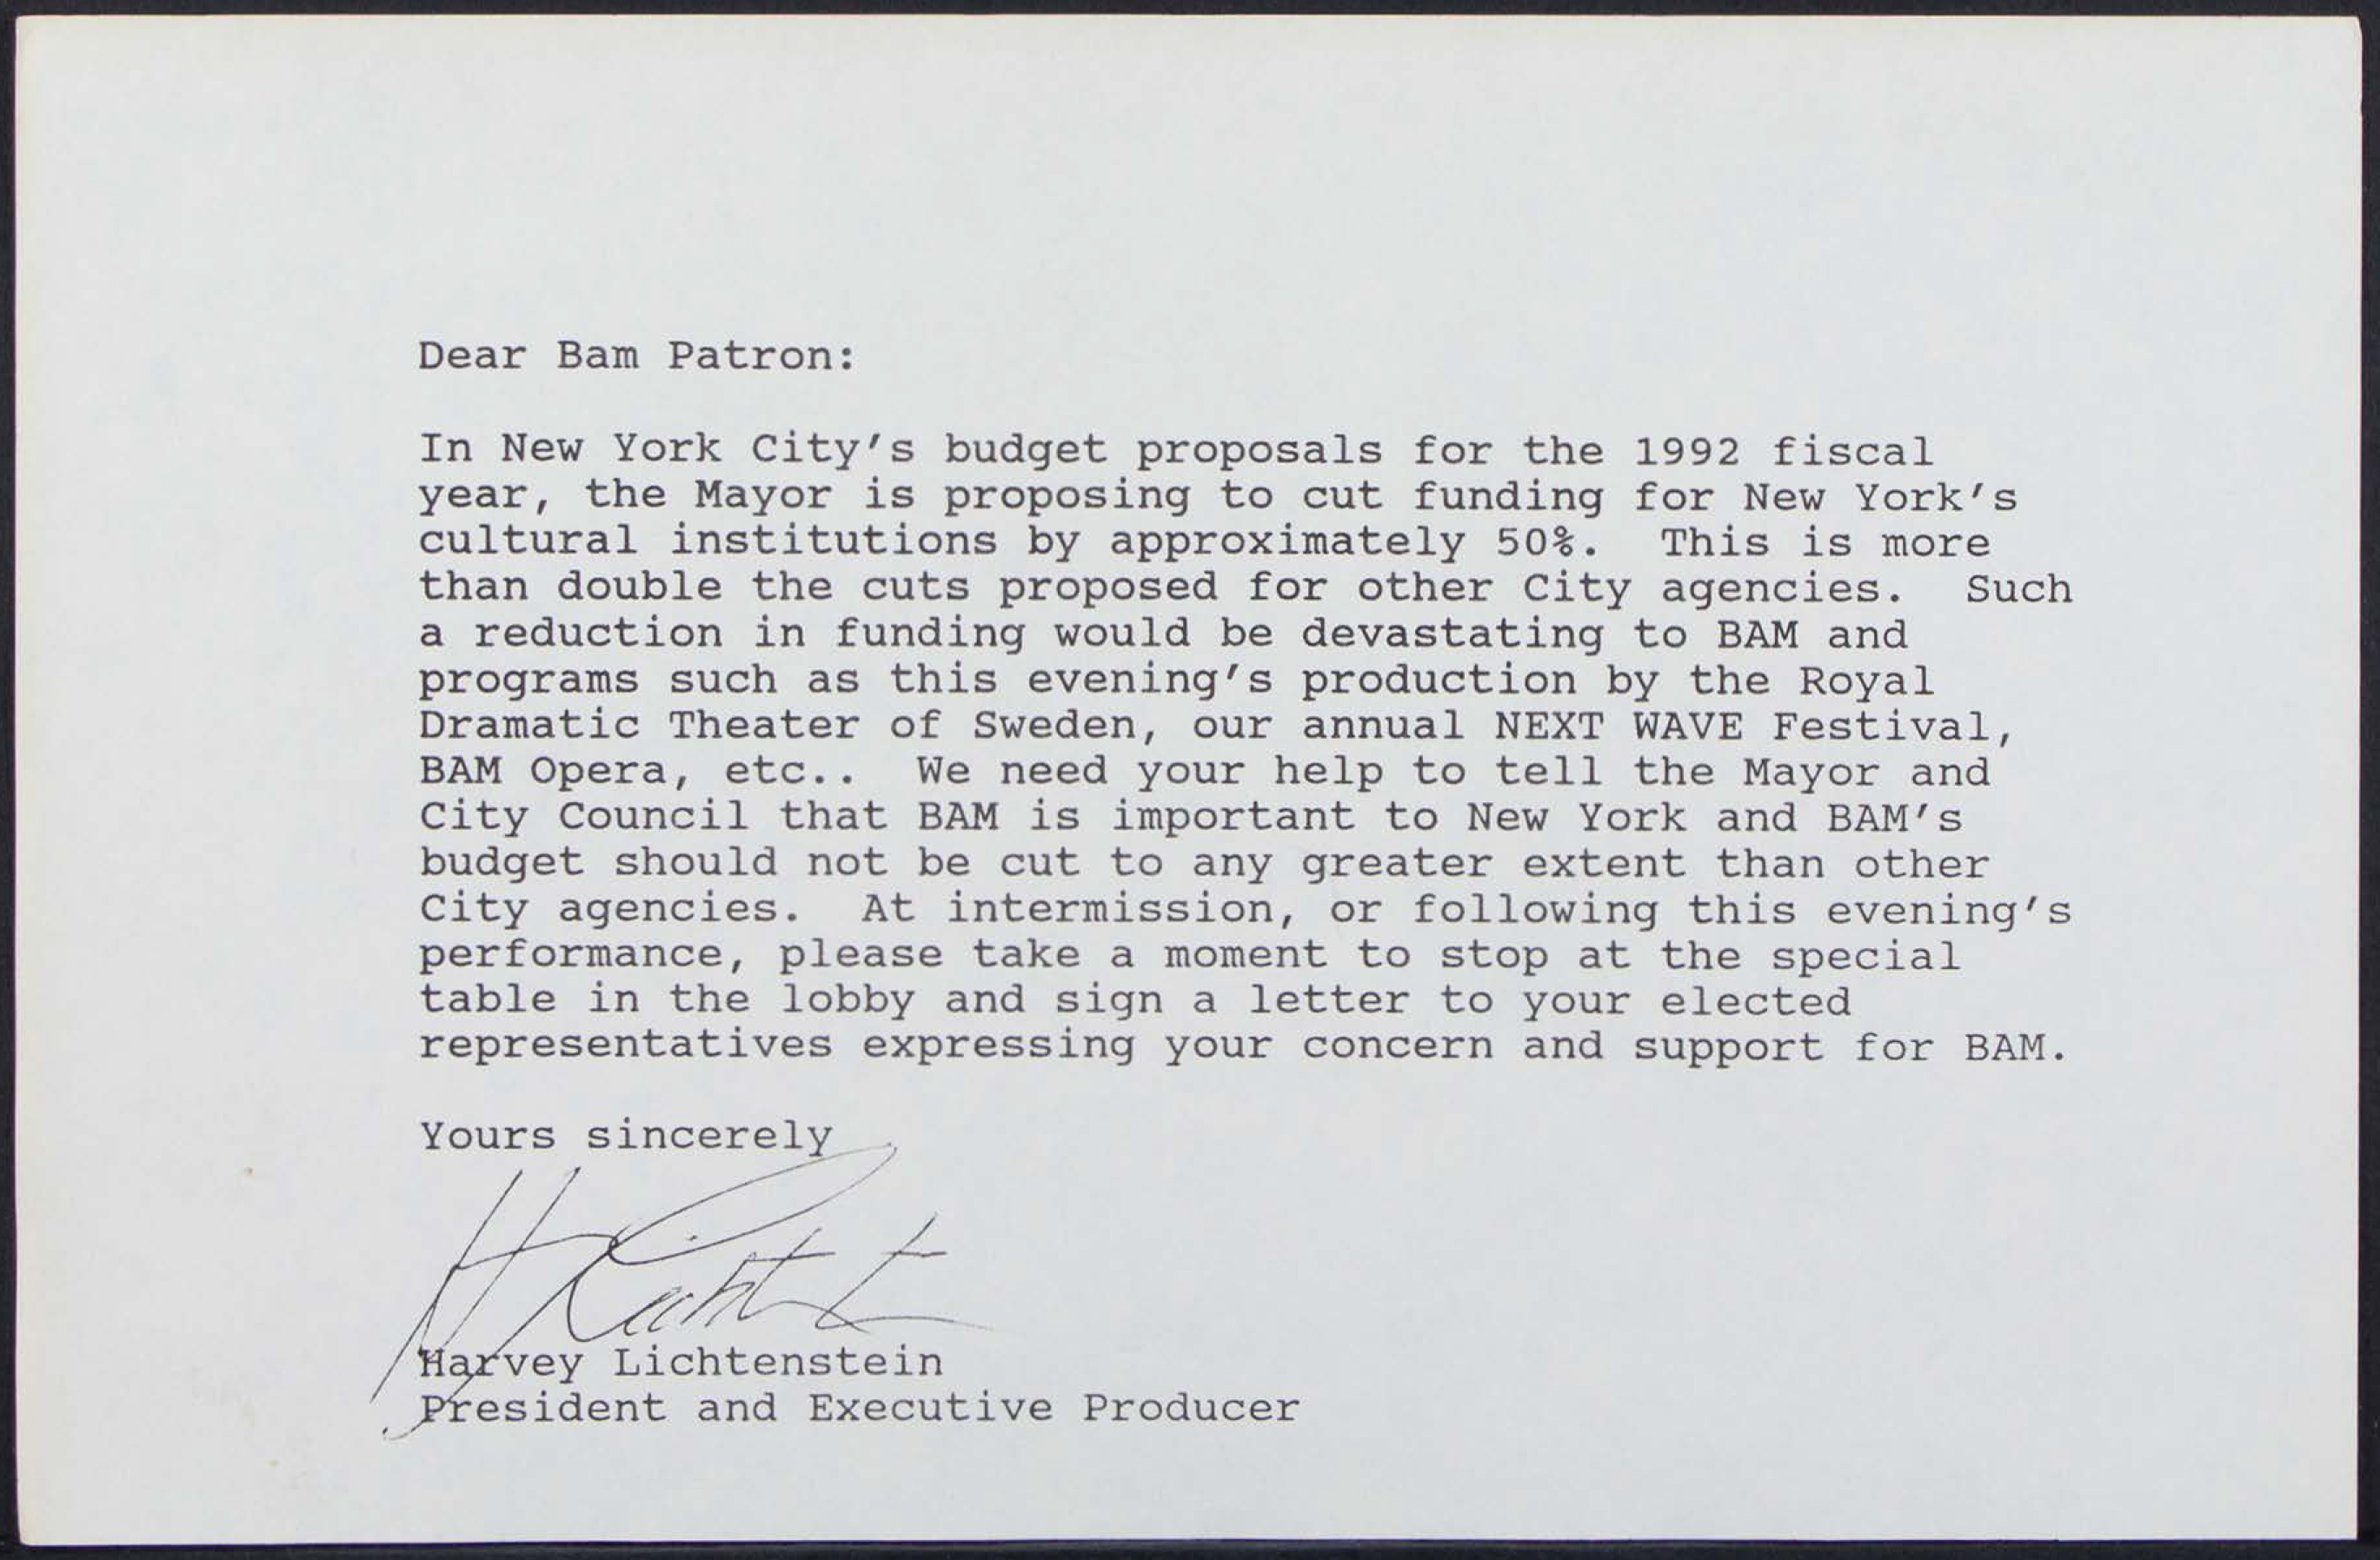 Dear Bam Patron:
In New York City's budget proposals for the 1992 fiscal
year, the Mayor is proposing to cut funding for New York's
cultural institutions by approximately 50%.  This is more
than double the cuts proposed for other City agencies.  Such
a reduction in funding would be devastating to BAM and
programs such as this evening's production by the Royal
Dramatic Theater of Sweden, our annual NEXT WAVE Festival,
BAM Opera, etc..  We need your help to tell the Mayor and
City Council that BAM is important to New York and BAM's
budget should not be cut to any greater extent than other
City agencies.  At intermission, or following this evening's
performance, please take a moment to stop at the special
table in the lobby and sign a letter to your elected
representatives expressing your concern and support for BAM.
Yours sincerely
Harvey Lichtenstein
President and Executive Producer